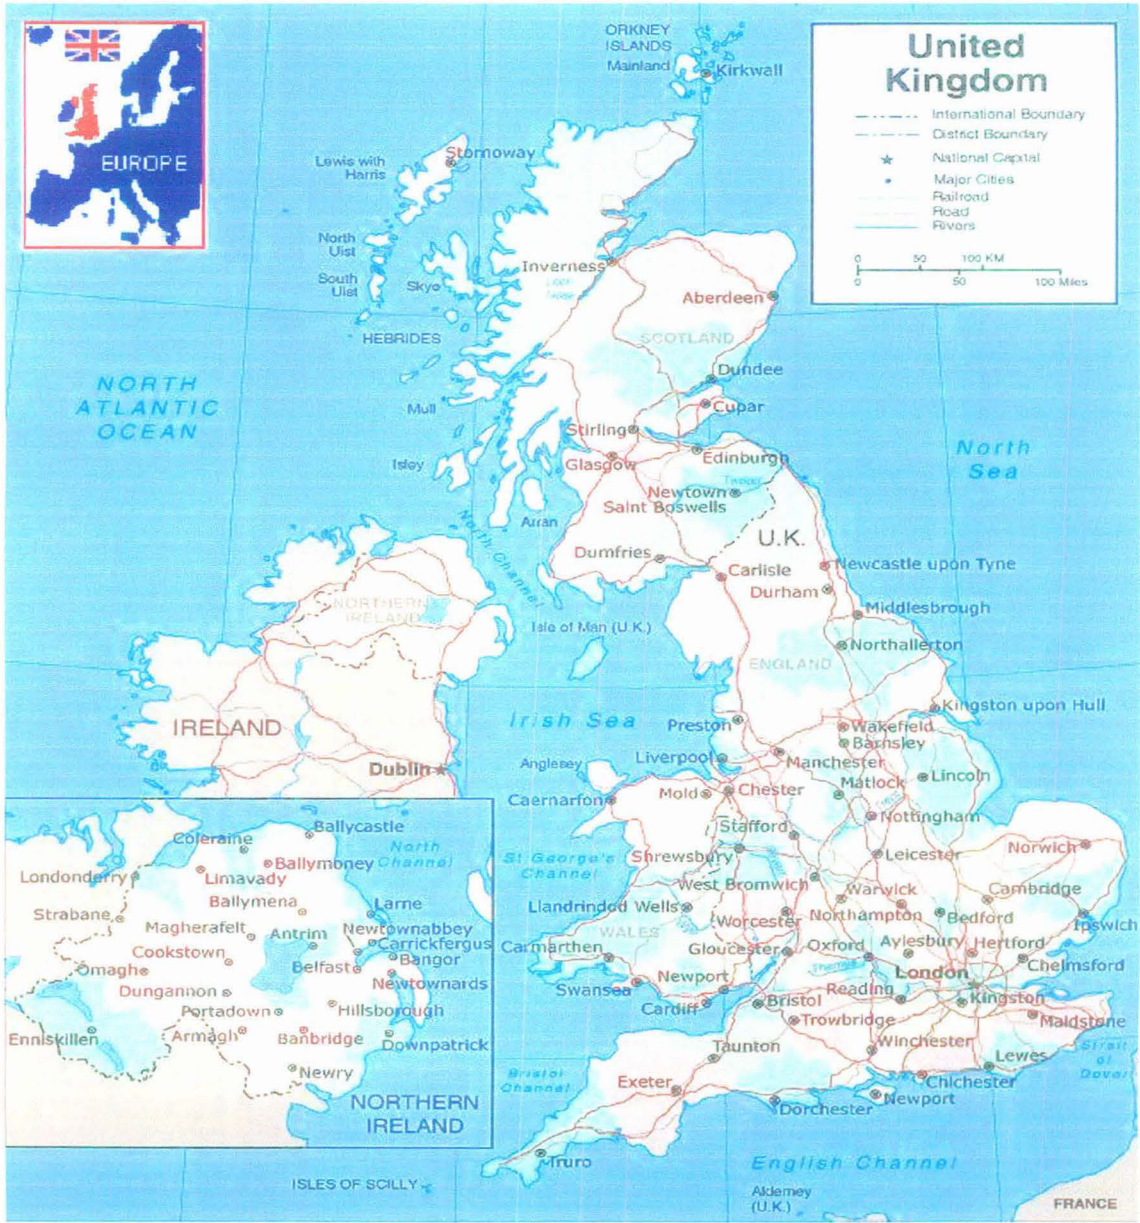 EUROPE
United
Kingdom
International Boundary
District Boundary
National Capital
Major Cities
Railroad
Road
Rivers
0 50 100 KM
0 50 100 Miles
ORKNEY
ISLANDS
Mainland
Kirkwall
Lewis with
Harris
Stornoway
North
Uist
South
Uist
Skye
HEBRIDES
Inverness
Loch
Ness
Aberdeen
SCOTLAND
NORTH
ATLANTIC
OCEAN
Dundee
Cupar
Mull
Stirling
Glasgow
Edinburgh
North
Sea
Islay
Newtown
Saint Boswells
Tweed
Arran
North Channel
U.K.
Dumfries
Carlisle
Newcastle upon Tyne
Durham
NORTHERN
IRELAND
Middlesbrough
Isle of Man (U.K.)
Northallerton
ENGLAND
IRELAND
Irish Sea
Preston
Kingston upon Hull
Wakefield
Barnsley
Dublin
Anglesey
Liverpool
Manchester
Lincoln
Matlock
Caernarfon
Mold
Chester
Nottingham
Stafford
St George's
Channel
Shrewsbury
Leicester
Norwich
West Bromwich
Warwick
Cambridge
Llandrindod Wells
Worcester
Northampton
Bedford
Ipswich
WALES
Carmarthen
Gloucester
Oxford
Aylesbury
Hertford
Chelmsford
London
Swansea
Newport
Thames
Reading
Kingston
Cardiff
Bristol
Trowbridge
Maidstone
Winchester
Strait
of
Dover
Taunton
Lewes
Bristol
Channel
Exeter
Chichester
Newport
Dorchester
Truro
English Channel
ISLES OF SCILLY
Alderney
(U.K.)
FRANCE
Ballycastle
Coleraine
North
Channel
Ballymoney
Londonderry
Limavady
Ballymena
Strabane
Larne
Magherafelt
Antrim
Newtownabbey
Carrickfergus
Cookstown
Omagh
Belfast
Bangor
Newtownards
Dungannon
Portadown
Hillsborough
Enniskillen
Armagh
Banbridge
Downpatrick
Newry
NORTHERN
IRELAND